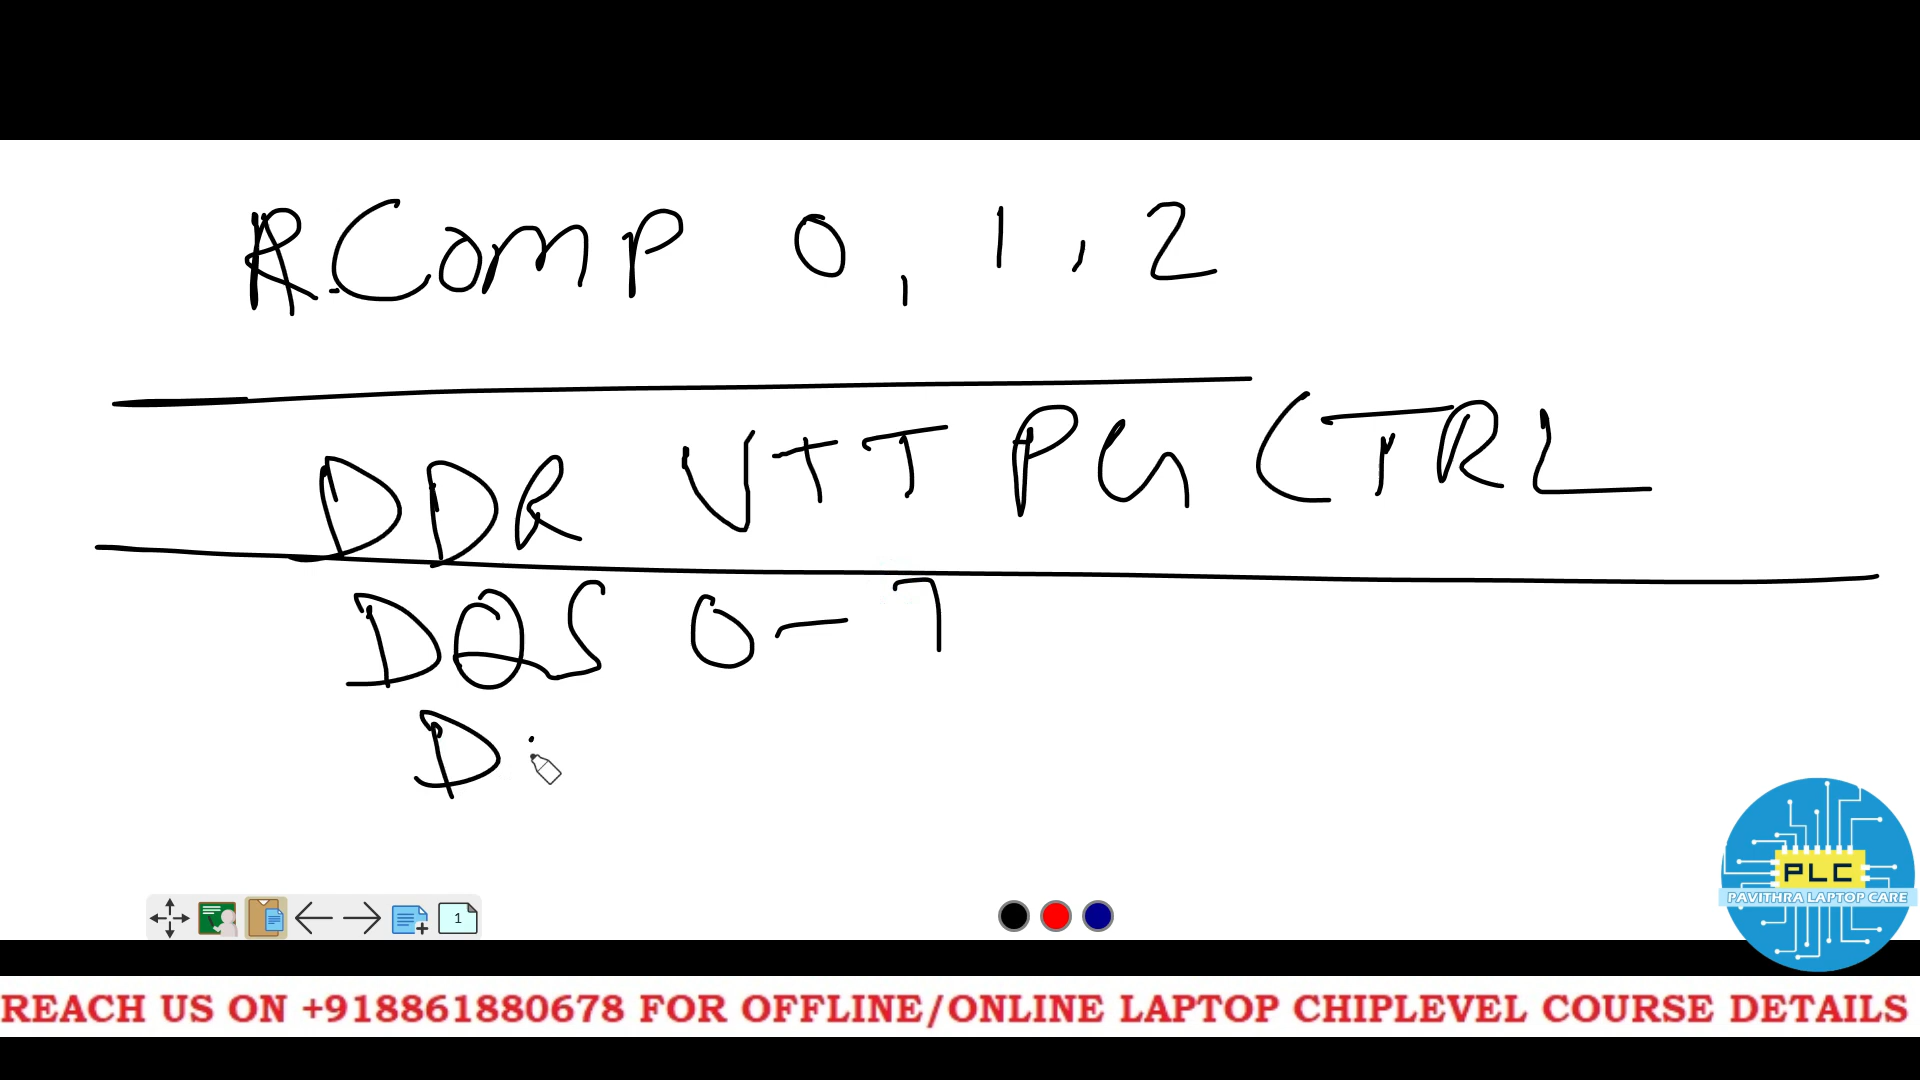 RComp 0, 1, 2
DDR VTT PG CTRL
DQS 0-7
D
1
PLC
PAVITHRA LAPTOP CARE
REACH US ON +918861880678 FOR OFFLINE/ONLINE LAPTOP CHIPLEVEL COURSE DETAILS